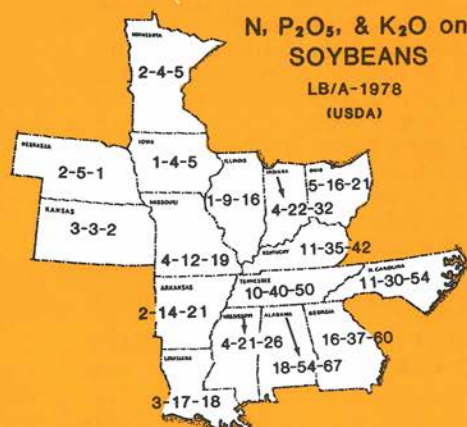 N, P₂O₅, & K₂O on
SOYBEANS
LB/A-1978
(USDA)
MINNESOTA
2-4-5
IOWA
1-4-5
NEBRASKA
2-5-1
KANSAS
3-3-2
MISSOURI
4-12-19
ILLINOIS
1-9-16
INDIANA
4-22-32
OHIO
5-16-21
KENTUCKY
11-35-42
TENNESSEE
10-40-50
N. CAROLINA
11-30-54
ARKANSAS
2-14-21
MISSISSIPPI
4-21-26
ALABAMA
18-54-67
GEORGIA
16-37-60
LOUISIANA
3-17-18